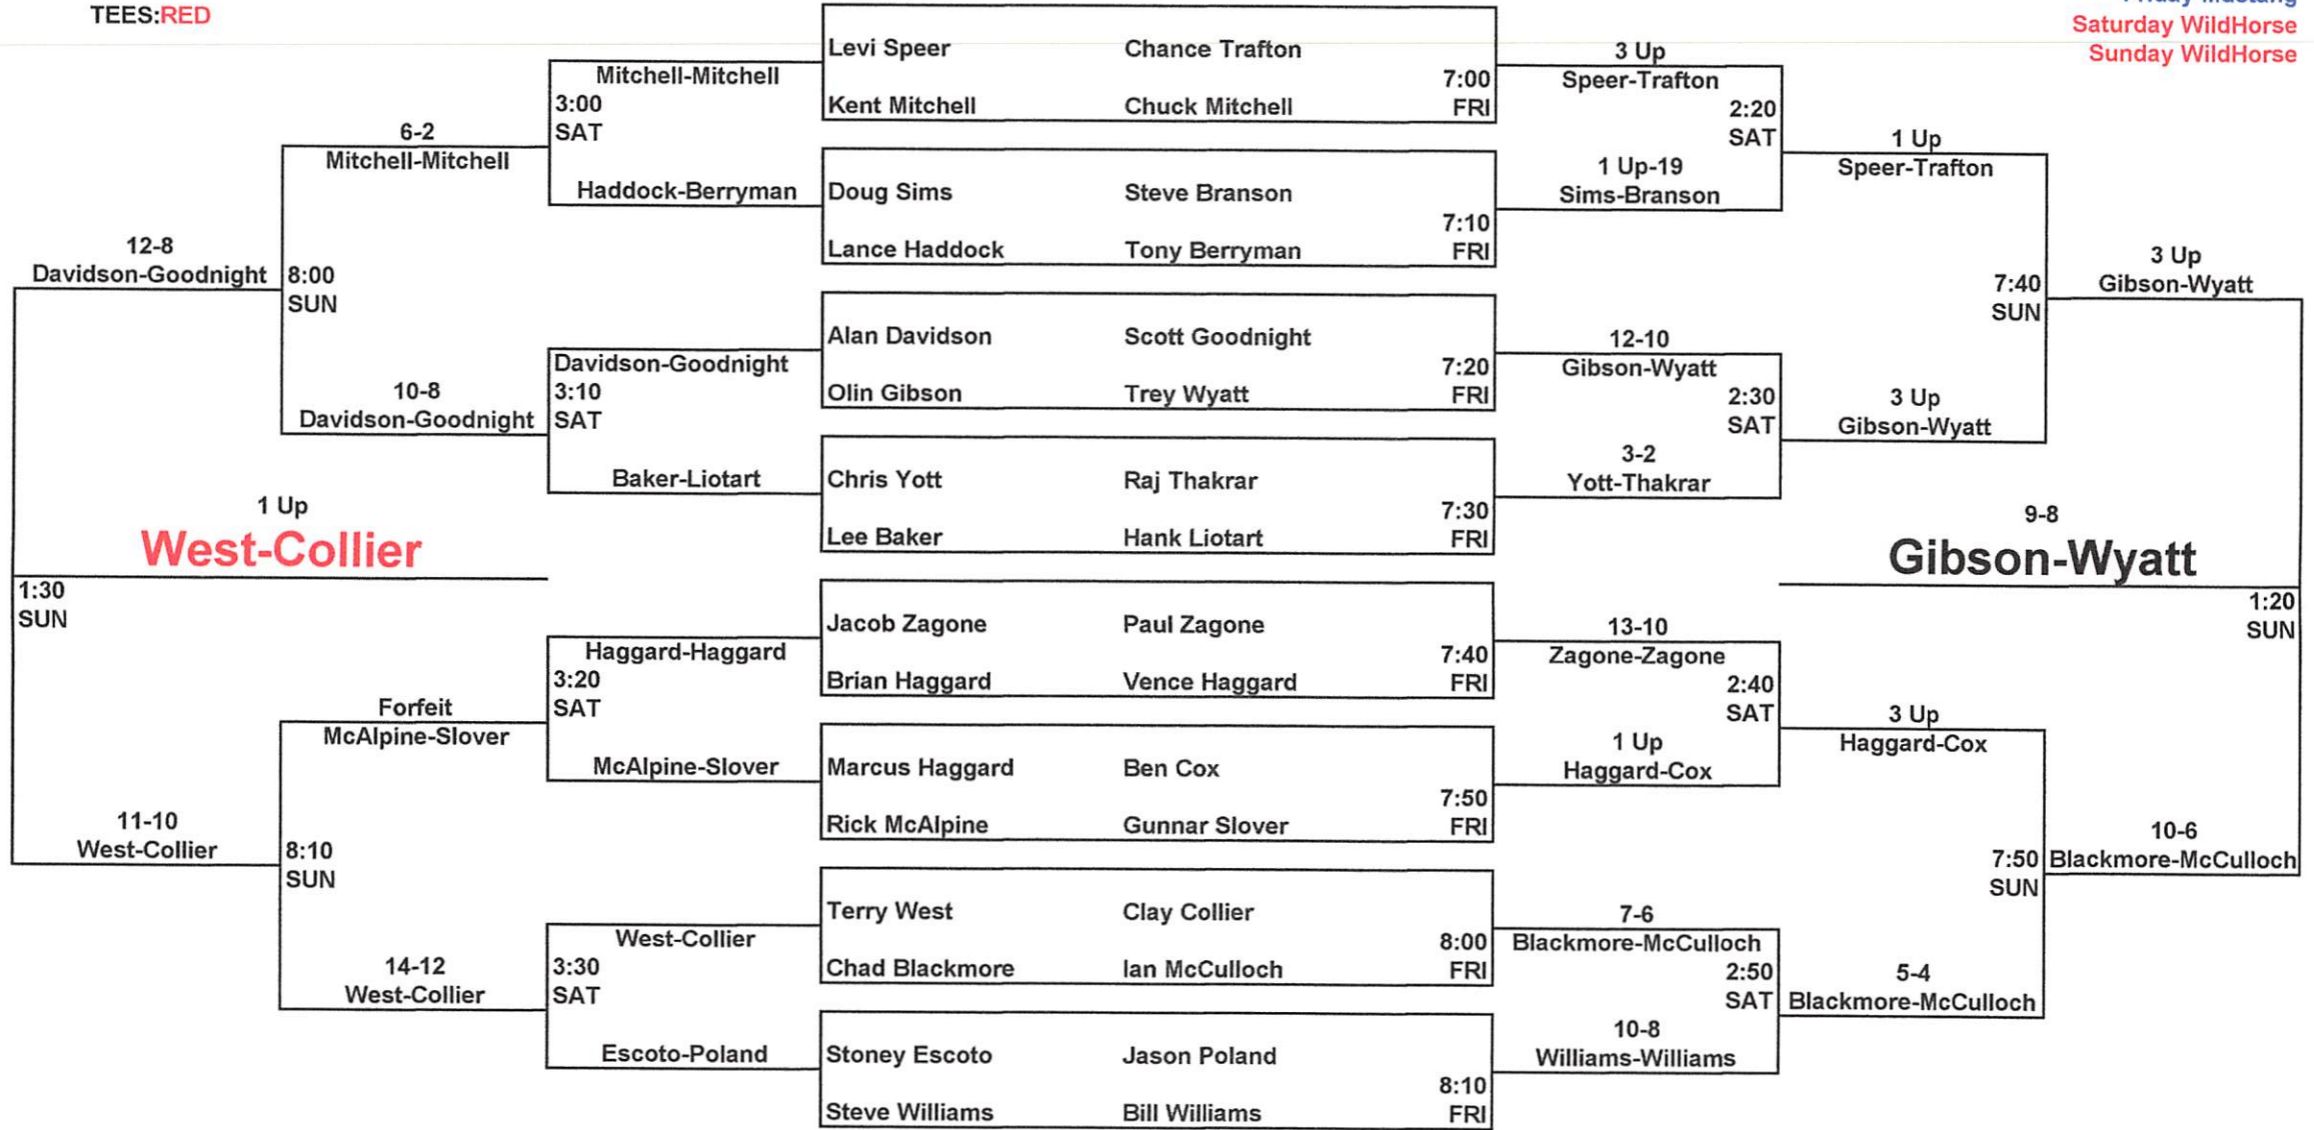 TEES:RED
Friday Mustang
Saturday WildHorse
Sunday WildHorse
Levi Speer Chance Trafton
7:00
Kent Mitchell Chuck Mitchell FRI
Doug Sims Steve Branson
7:10
Lance Haddock Tony Berryman FRI
Alan Davidson Scott Goodnight
7:20
Olin Gibson Trey Wyatt FRI
Chris Yott Raj Thakrar
7:30
Lee Baker Hank Liotart FRI
Jacob Zagone Paul Zagone
7:40
Brian Haggard Vence Haggard FRI
Marcus Haggard Ben Cox
7:50
Rick McAlpine Gunnar Slover FRI
Terry West Clay Collier
8:00
Chad Blackmore Ian McCulloch FRI
Stoney Escoto Jason Poland
8:10
Steve Williams Bill Williams FRI
Mitchell-Mitchell
3:00
SAT
Haddock-Berryman
Davidson-Goodnight
3:10
SAT
Baker-Liotart
Haggard-Haggard
3:20
SAT
McAlpine-Slover
West-Collier
3:30
SAT
Escoto-Poland
6-2
Mitchell-Mitchell
8:00
SUN
10-8
Davidson-Goodnight
Forfeit
McAlpine-Slover
8:10
SUN
14-12
West-Collier
12-8
Davidson-Goodnight
1 Up
West-Collier
1:30
SUN
11-10
West-Collier
3 Up
Speer-Trafton
2:20
SAT
1 Up-19
Sims-Branson
12-10
Gibson-Wyatt
2:30
SAT
3-2
Yott-Thakrar
13-10
Zagone-Zagone
2:40
SAT
1 Up
Haggard-Cox
7-6
Blackmore-McCulloch
2:50
SAT
10-8
Williams-Williams
1 Up
Speer-Trafton
7:40
SUN
3 Up
Gibson-Wyatt
3 Up
Haggard-Cox
7:50
SUN
5-4
Blackmore-McCulloch
3 Up
Gibson-Wyatt
9-8
Gibson-Wyatt
1:20
SUN
10-6
Blackmore-McCulloch